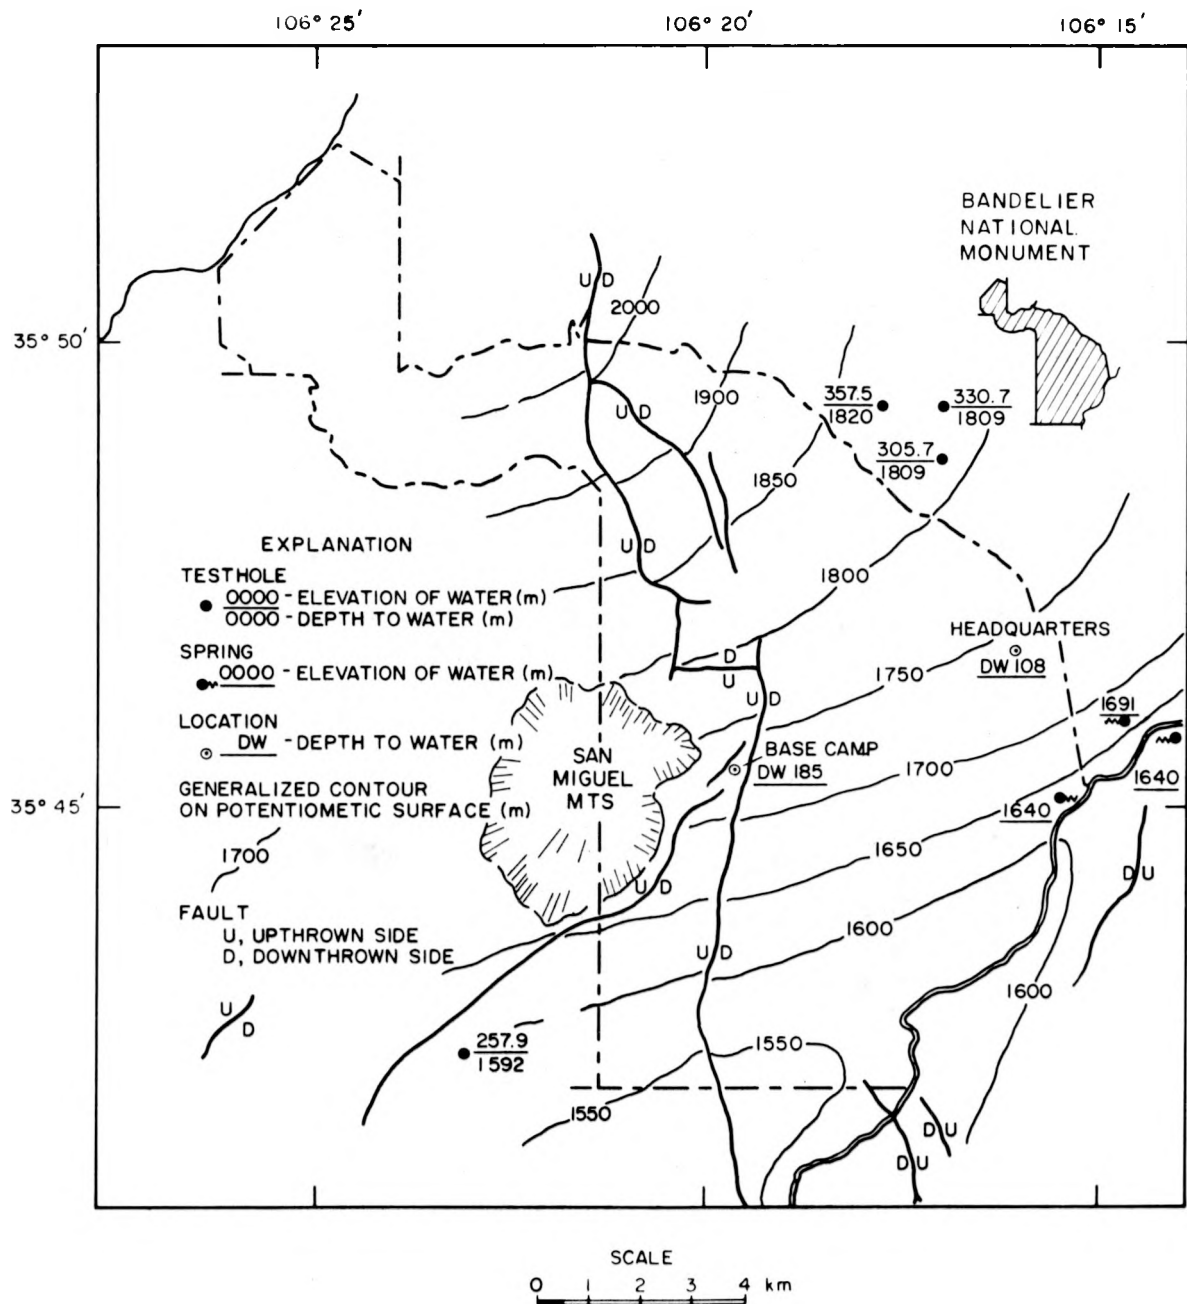 106° 25′ 106° 20′ 106° 15′
BANDELIER
NATIONAL
MONUMENT
U D
2000
35° 50′
1900
357.5
1820
330.7
1809
U D
305.7
1809
1850
EXPLANATION
U D
TESTHOLE
0000 - ELEVATION OF WATER (m)
0000 - DEPTH TO WATER (m)
1800
HEADQUARTERS
DW 108
SPRING
0000 - ELEVATION OF WATER (m)
D
U
1750
U D
1691
LOCATION
DW - DEPTH TO WATER (m)
SAN
MIGUEL
MTS
BASE CAMP
DW 185
1700
1640
GENERALIZED CONTOUR
ON POTENTIOMETIC SURFACE (m)
35° 45′
1640
1700
1650
U D
D U
FAULT
U, UPTHROWN SIDE
D, DOWNTHROWN SIDE
1600
U D
1600
U
D
257.9
1592
1550
1550
D U
D U
SCALE
0 1 2 3 4 km